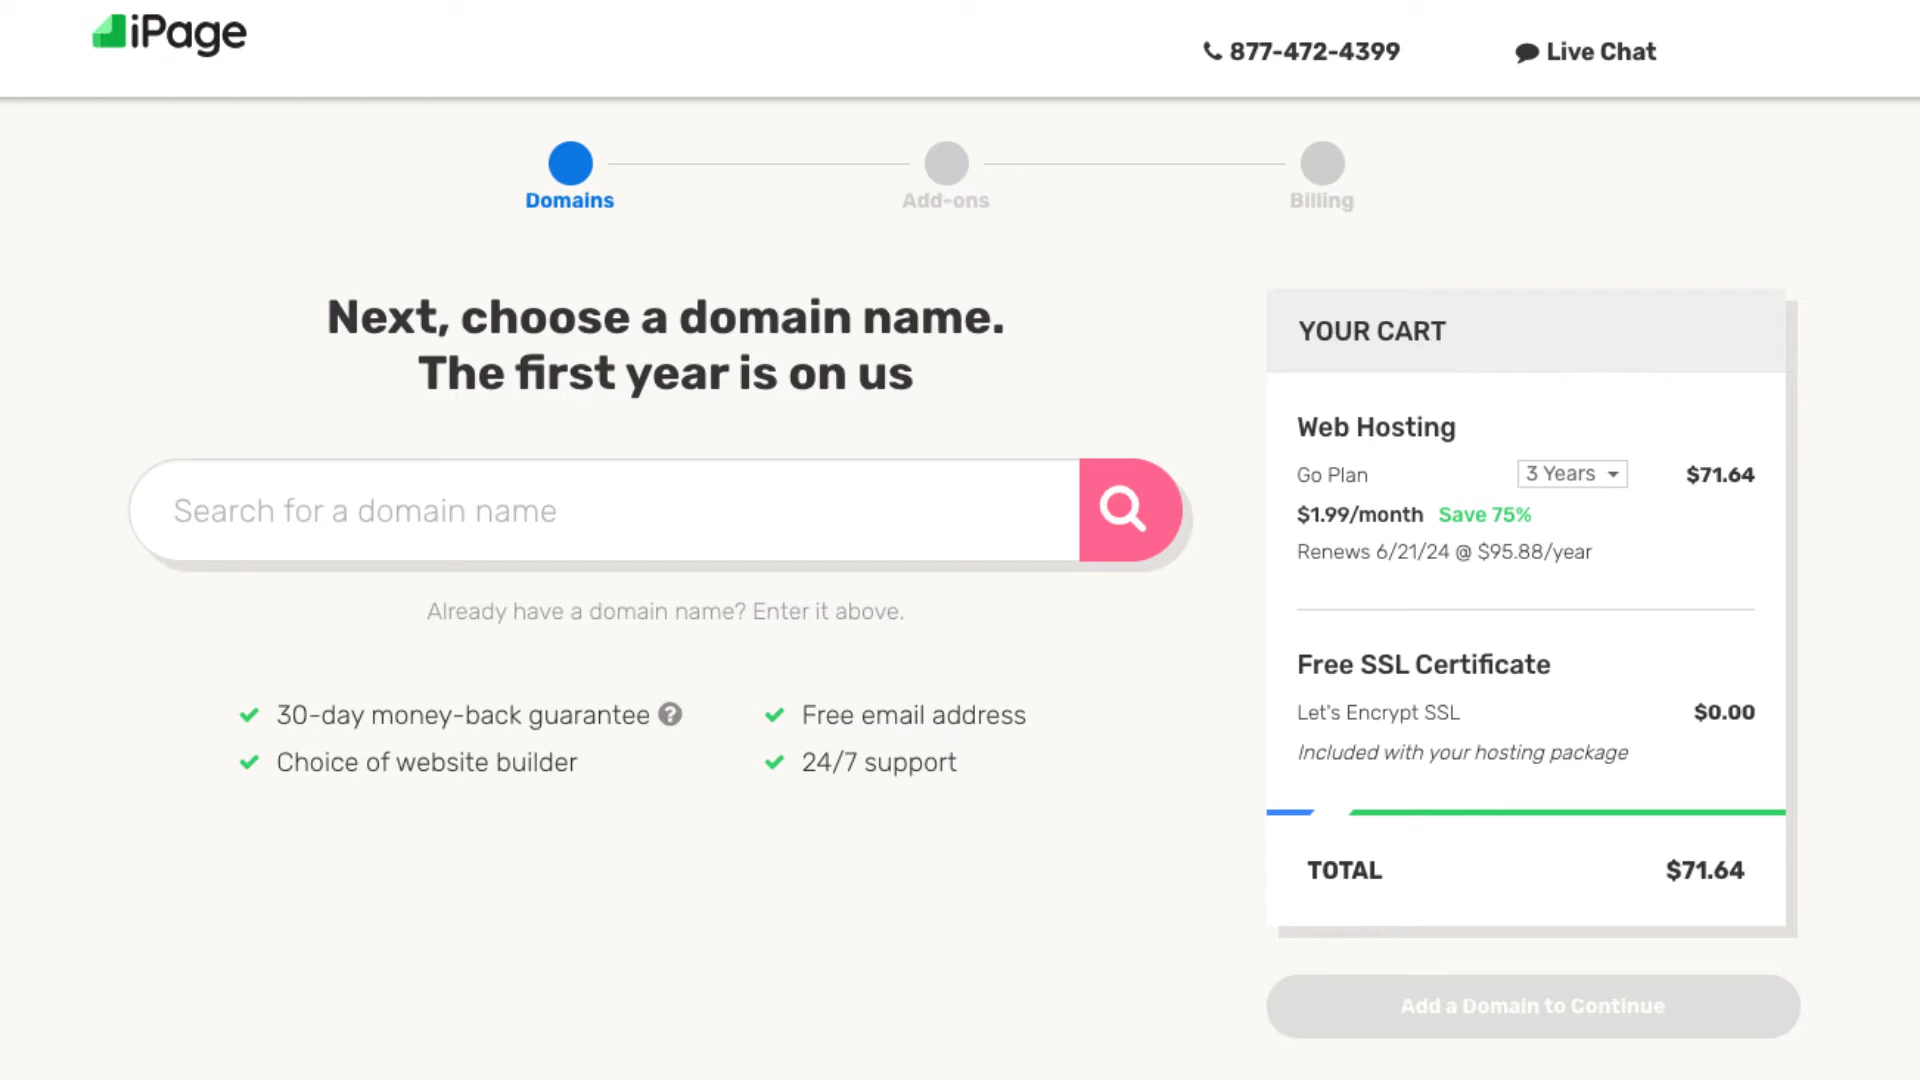 iPage
877-472-4399
Live Chat
Domains
Add-ons
Billing
Next, choose a domain name.
The first year is on us
Search for a domain name
Already have a domain name? Enter it above.
30-day money-back guarantee ?
Free email address
Choice of website builder
24/7 support
YOUR CART
Web Hosting
Go Plan 3 Years $71.64
$1.99/month Save 75%
Renews 6/21/24 @ $95.88/year
Free SSL Certificate
Let's Encrypt SSL $0.00
Included with your hosting package
TOTAL $71.64
Add a Domain to Continue